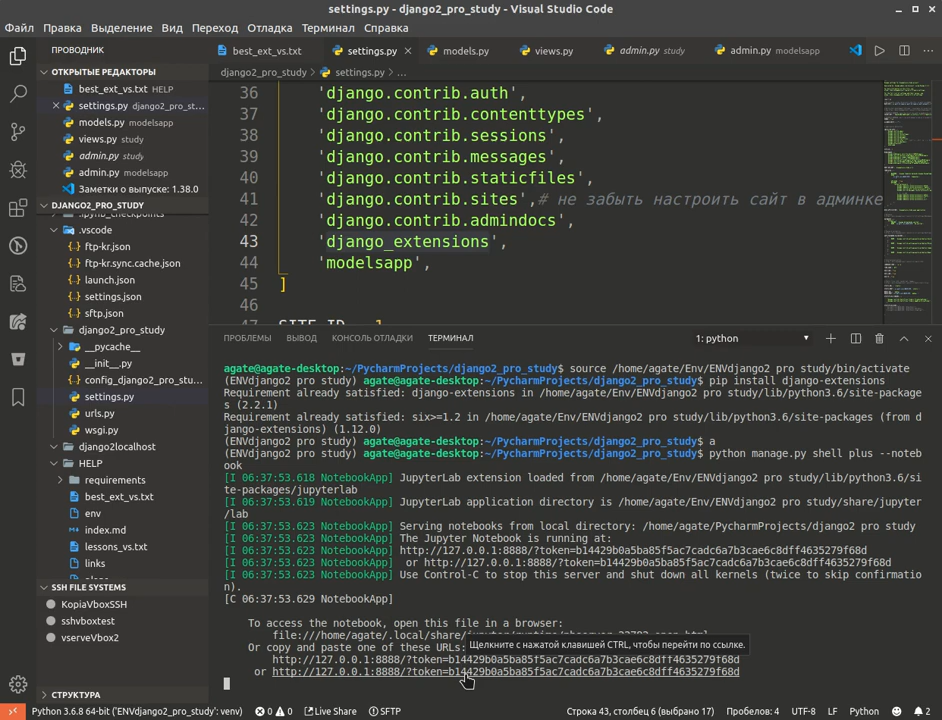 settings.py - django2_pro_study - Visual Studio Code
Файл Правка Выделение Вид Переход Отладка Терминал Справка
ПРОВОДНИК
ОТКРЫТЫЕ РЕДАКТОРЫ
best_ext_vs.txt HELP
settings.py django2_pro_st...
models.py modelsapp
views.py study
admin.py study
admin.py modelsapp
Заметки о выпуске: 1.38.0
DJANGO2_PRO_STUDY
.ipynb_checkpoints
.vscode
ftp-kr.json
ftp-kr.sync.cache.json
launch.json
settings.json
sftp.json
django2_pro_study
__pycache__
__init__.py
config_django2_pro_stu...
settings.py
urls.py
wsgi.py
django2localhost
HELP
requirements
best_ext_vs.txt
env
index.md
lessons_vs.txt
links
SSH FILE SYSTEMS
KopiaVboxSSH
sshvboxtest
vserveVbox2
СТРУКТУРА
best_ext_vs.txt settings.py models.py views.py admin.py study admin.py modelsapp
django2_pro_study > settings.py > ...
36 'django.contrib.auth',
37 'django.contrib.contenttypes',
38 'django.contrib.sessions',
39 'django.contrib.messages',
40 'django.contrib.staticfiles',
41 'django.contrib.sites',# не забыть настроить сайт в админке
42 'django.contrib.admindocs',
43 'django_extensions',
44 'modelsapp',
45 ]
46
47 SITE_ID = 1
ПРОБЛЕМЫ ВЫВОД КОНСОЛЬ ОТЛАДКИ ТЕРМИНАЛ 1: python
agate@agate-desktop:~/PycharmProjects/django2_pro_study$ source /home/agate/Env/ENVdjango2 pro study/bin/activate
(ENVdjango2 pro study) agate@agate-desktop:~/PycharmProjects/django2_pro_study$ pip install django-extensions
Requirement already satisfied: django-extensions in /home/agate/Env/ENVdjango2 pro study/lib/python3.6/site-package
s (2.2.1)
Requirement already satisfied: six>=1.2 in /home/agate/Env/ENVdjango2 pro study/lib/python3.6/site-packages (from d
jango-extensions) (1.12.0)
(ENVdjango2 pro study) agate@agate-desktop:~/PycharmProjects/django2_pro_study$ a
(ENVdjango2 pro study) agate@agate-desktop:~/PycharmProjects/django2_pro_study$ python manage.py shell plus --noteb
ook
[I 06:37:53.618 NotebookApp] JupyterLab extension loaded from /home/agate/Env/ENVdjango2 pro study/lib/python3.6/si
te-packages/jupyterlab
[I 06:37:53.619 NotebookApp] JupyterLab application directory is /home/agate/Env/ENVdjango2 pro study/share/jupyter
/lab
[I 06:37:53.623 NotebookApp] Serving notebooks from local directory: /home/agate/PycharmProjects/django2 pro study
[I 06:37:53.623 NotebookApp] The Jupyter Notebook is running at:
[I 06:37:53.623 NotebookApp] http://127.0.0.1:8888/?token=b14429b0a5ba85f5ac7cadc6a7b3cae6c8dff4635279f68d
[I 06:37:53.623 NotebookApp] or http://127.0.0.1:8888/?token=b14429b0a5ba85f5ac7cadc6a7b3cae6c8dff4635279f68d
[I 06:37:53.623 NotebookApp] Use Control-C to stop this server and shut down all kernels (twice to skip confirmatio
n).
[C 06:37:53.629 NotebookApp]
To access the notebook, open this file in a browser:
file:///home/agate/.local/share/jupyter/runtime/nbserver-22782-open.html
Or copy and paste one of these URLs:
Щелкните с нажатой клавишей CTRL, чтобы перейти по ссылке.
http://127.0.0.1:8888/?token=b14429b0a5ba85f5ac7cadc6a7b3cae6c8dff4635279f68d
or http://127.0.0.1:8888/?token=b14429b0a5ba85f5ac7cadc6a7b3cae6c8dff4635279f68d
Python 3.6.8 64-bit ('ENVdjango2_pro_study': venv) 0 0 Live Share SFTP Строка 43, столбец 6 (выбрано 17) Пробелов: 4 UTF-8 LF Python 2